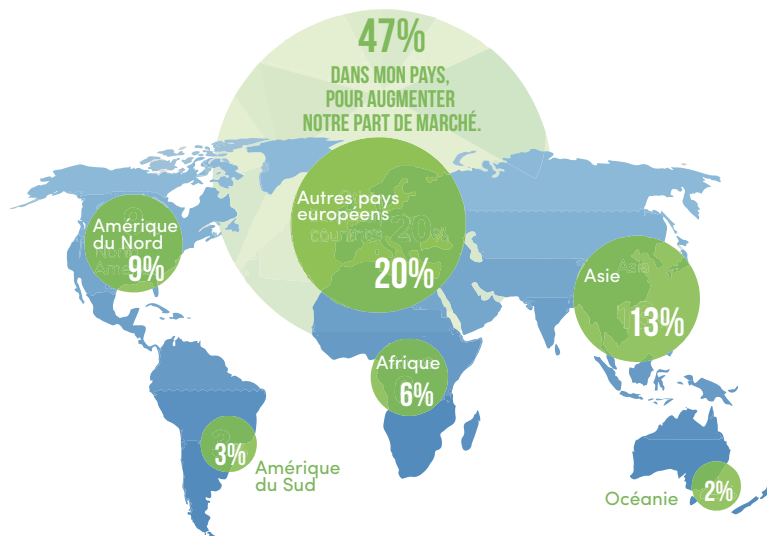 47%
DANS MON PAYS,
POUR AUGMENTER
NOTRE PART DE MARCHÉ.
Autres pays
européens
20%
Amérique
du Nord
9%
Asie
13%
Afrique
6%
3%
Amérique
du Sud
Océanie
2%